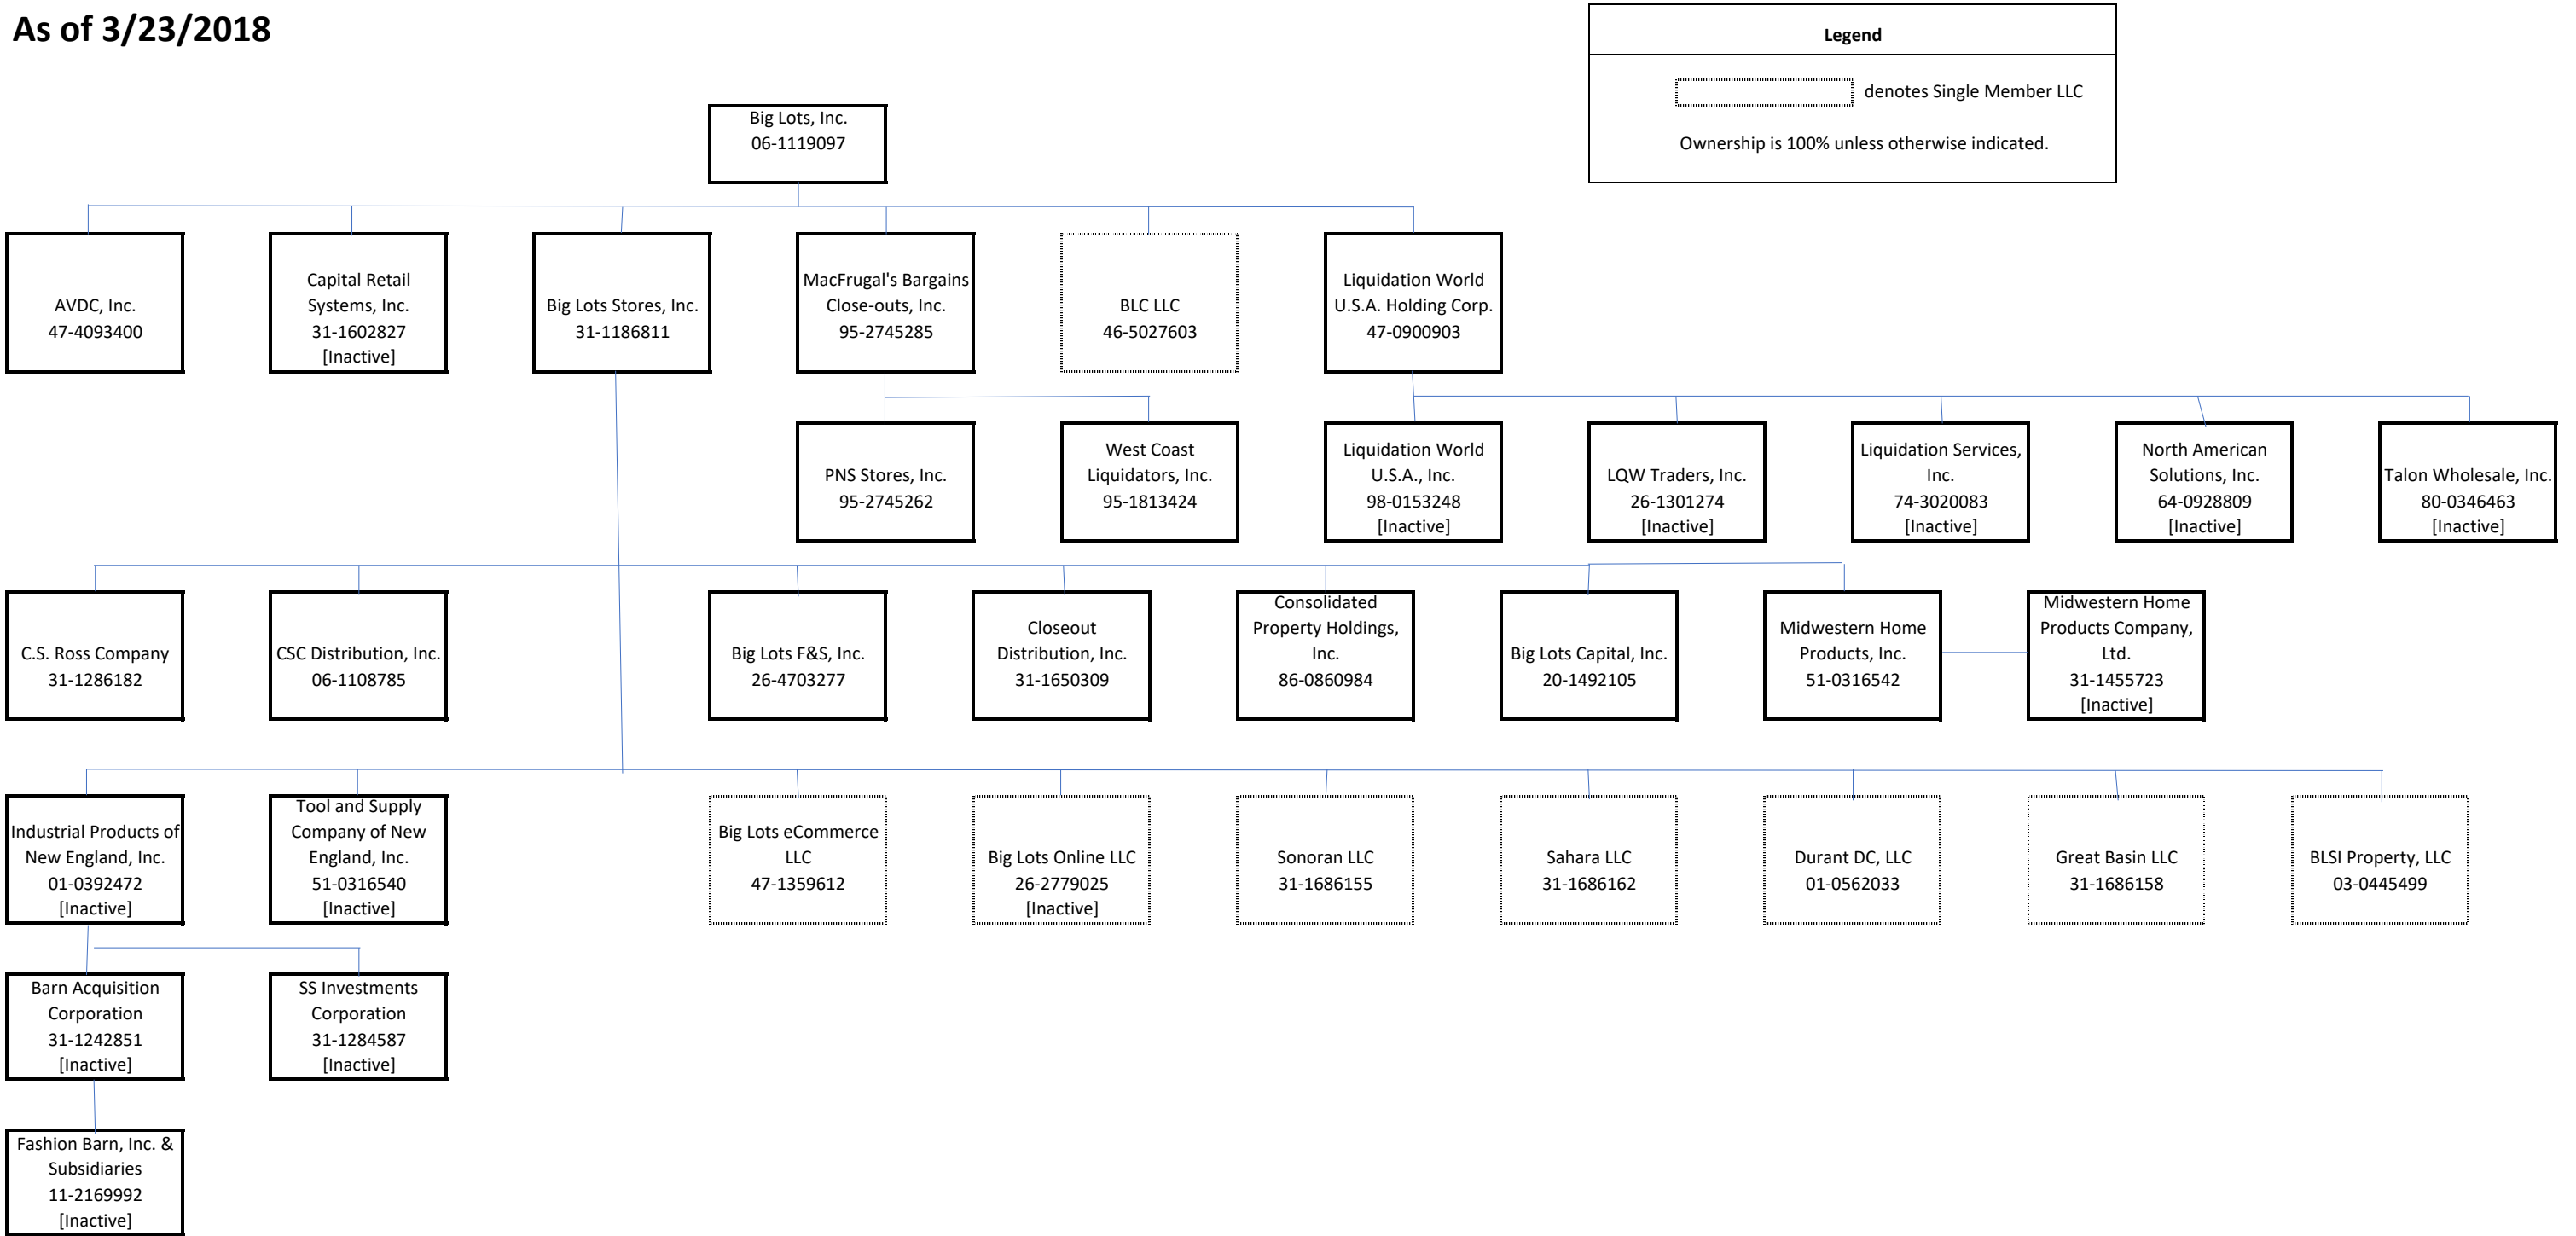 As of 3/23/2018
Legend
denotes Single Member LLC
Ownership is 100% unless otherwise indicated.
Big Lots, Inc.
06-1119097
AVDC, Inc.
47-4093400
Capital Retail
Systems, Inc.
31-1602827
[Inactive]
Big Lots Stores, Inc.
31-1186811
MacFrugal's Bargains
Close-outs, Inc.
95-2745285
BLC LLC
46-5027603
Liquidation World
U.S.A. Holding Corp.
47-0900903
PNS Stores, Inc.
95-2745262
West Coast
Liquidators, Inc.
95-1813424
Liquidation World
U.S.A., Inc.
98-0153248
[Inactive]
LQW Traders, Inc.
26-1301274
[Inactive]
Liquidation Services,
Inc.
74-3020083
[Inactive]
North American
Solutions, Inc.
64-0928809
[Inactive]
Talon Wholesale, Inc.
80-0346463
[Inactive]
C.S. Ross Company
31-1286182
CSC Distribution, Inc.
06-1108785
Big Lots F&S, Inc.
26-4703277
Closeout
Distribution, Inc.
31-1650309
Consolidated
Property Holdings,
Inc.
86-0860984
Big Lots Capital, Inc.
20-1492105
Midwestern Home
Products, Inc.
51-0316542
Midwestern Home
Products Company,
Ltd.
31-1455723
[Inactive]
Industrial Products of
New England, Inc.
01-0392472
[Inactive]
Tool and Supply
Company of New
England, Inc.
51-0316540
[Inactive]
Big Lots eCommerce
LLC
47-1359612
Big Lots Online LLC
26-2779025
[Inactive]
Sonoran LLC
31-1686155
Sahara LLC
31-1686162
Durant DC, LLC
01-0562033
Great Basin LLC
31-1686158
BLSI Property, LLC
03-0445499
Barn Acquisition
Corporation
31-1242851
[Inactive]
SS Investments
Corporation
31-1284587
[Inactive]
Fashion Barn, Inc. &
Subsidiaries
11-2169992
[Inactive]